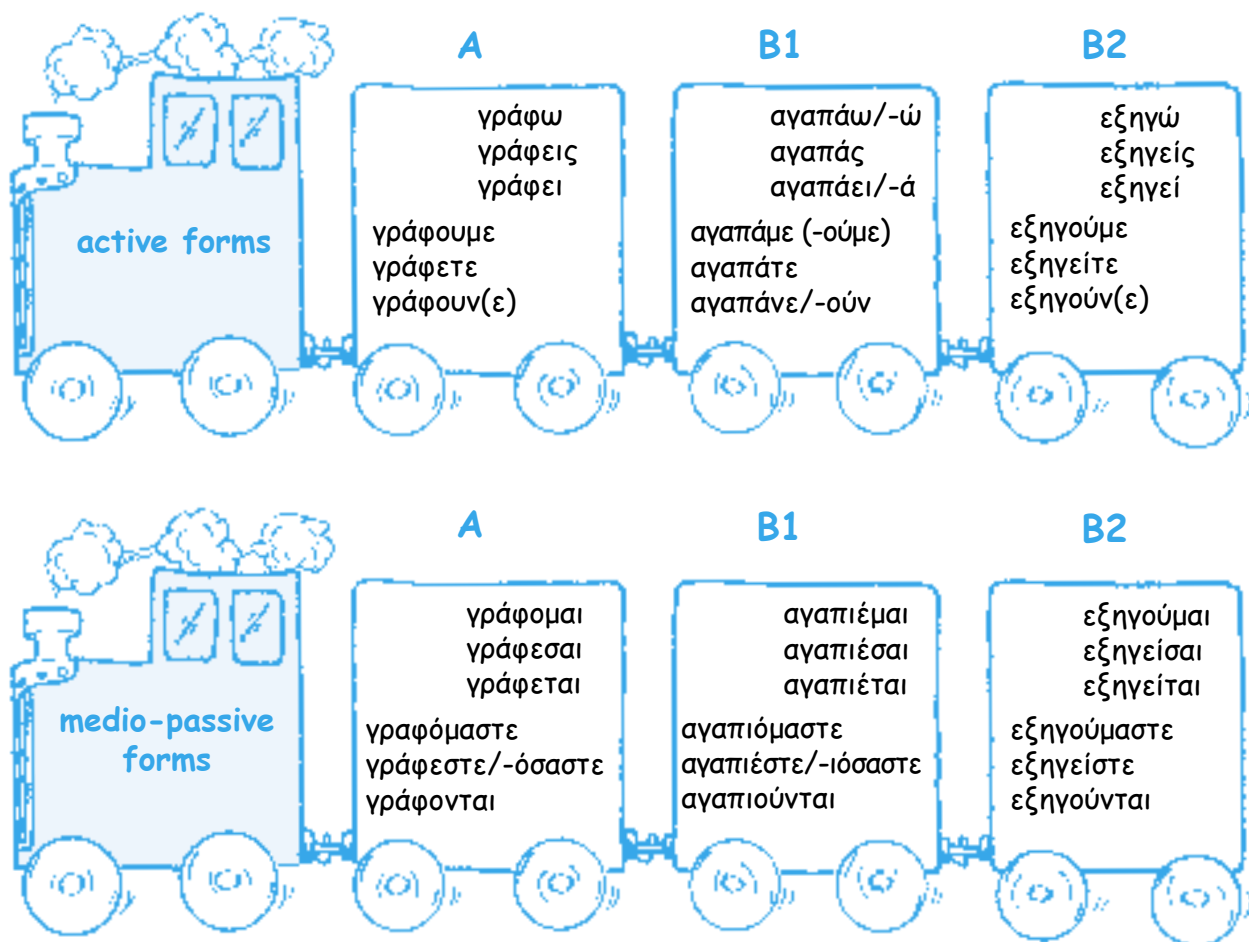 A
B1
B2
active forms
γράφω
γράφεις
γράφει
γράφουμε
γράφετε
γράφουν(ε)
αγαπάω/-ώ
αγαπάς
αγαπάει/-ά
αγαπάμε (-ούμε)
αγαπάτε
αγαπάνε/-ούν
εξηγώ
εξηγείς
εξηγεί
εξηγούμε
εξηγείτε
εξηγούν(ε)
A
B1
B2
medio-passive
forms
γράφομαι
γράφεσαι
γράφεται
γραφόμαστε
γράφεστε/-όσαστε
γράφονται
αγαπιέμαι
αγαπιέσαι
αγαπιέται
αγαπιόμαστε
αγαπιέστε/-ιόσαστε
αγαπιούνται
εξηγούμαι
εξηγείσαι
εξηγείται
εξηγούμαστε
εξηγείστε
εξηγούνται